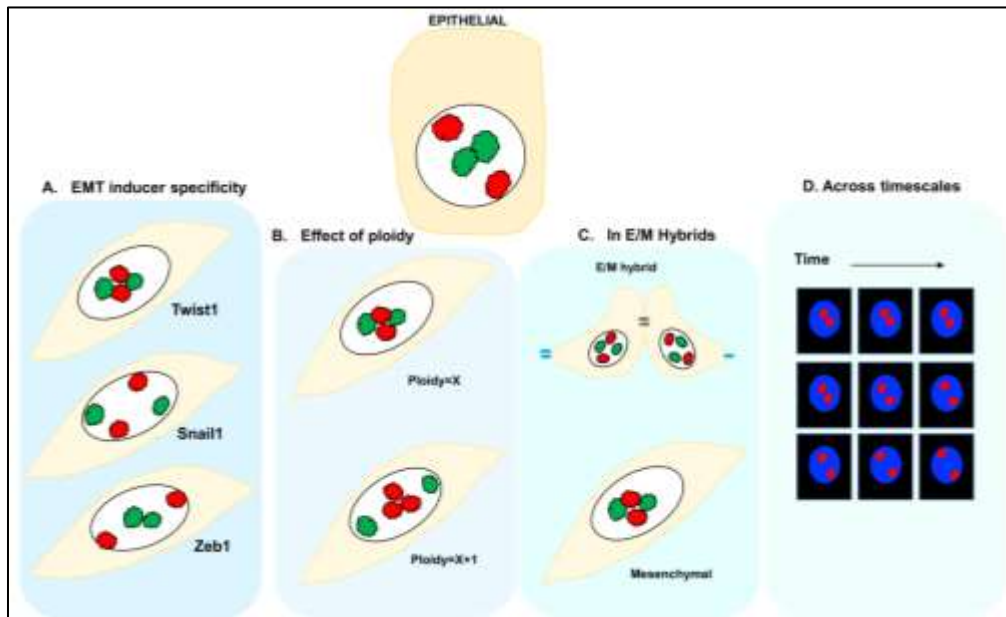 EPITHELIAL
A. EMT inducer specificity
Twist1
Snail1
Zeb1
B. Effect of ploidy
Ploidy=X
Ploidy=X+1
C. In E/M Hybrids
E/M hybrid
Mesenchymal
D. Across timescales
Time